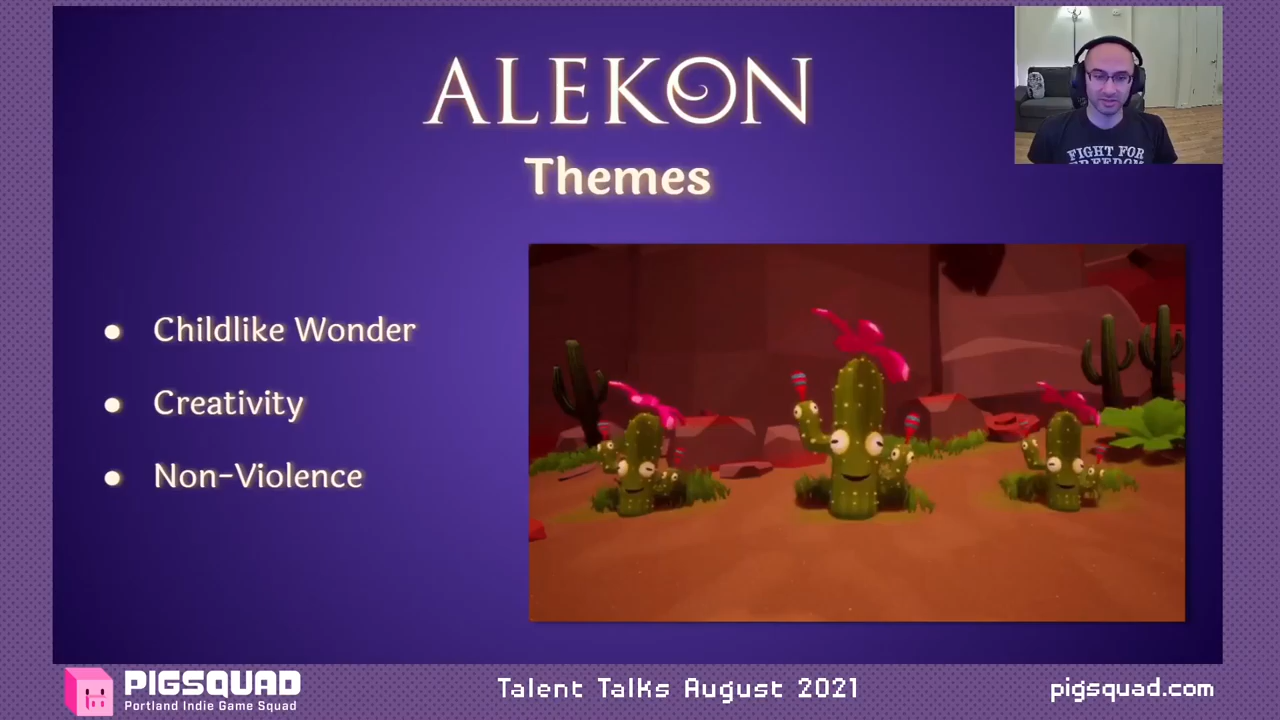 ALEKON
Themes
FIGHT FOR
FREEDOM
● Childlike Wonder
● Creativity
● Non-Violence
PIGSQUAD
Portland Indie Game Squad
Talent Talks August 2021
pigsquad.com